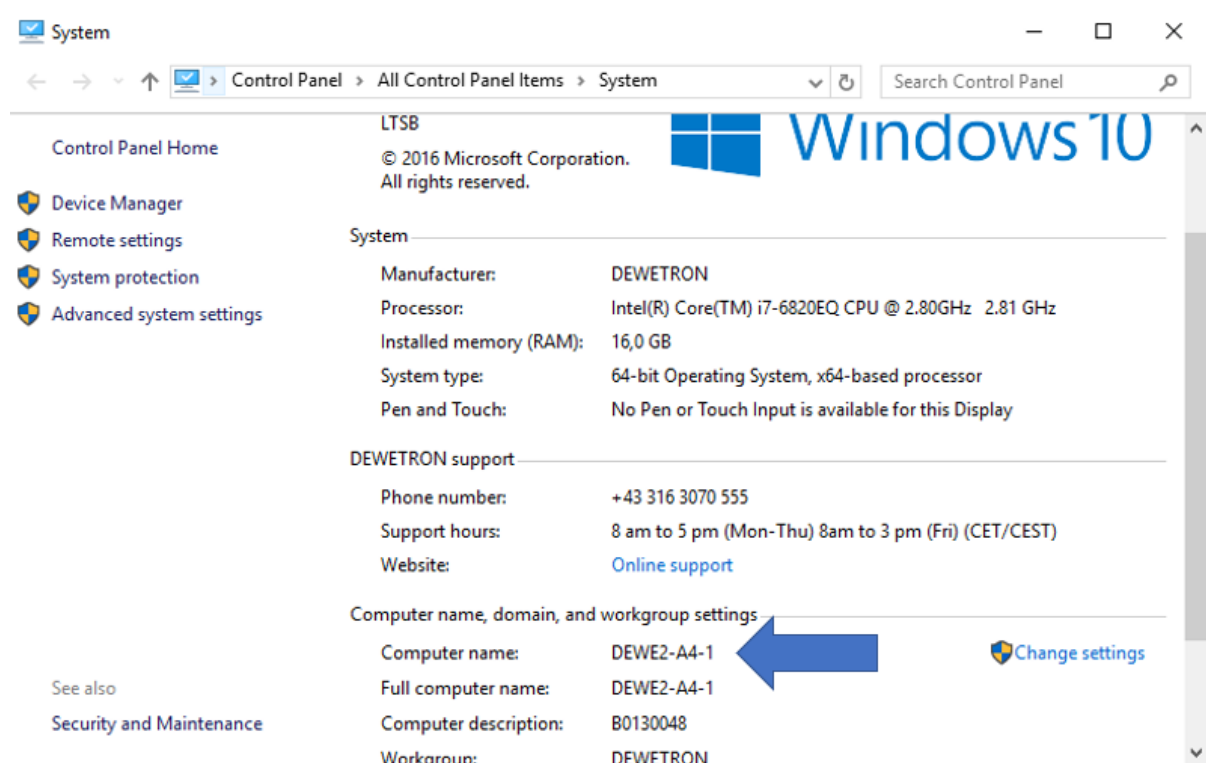 System
Control Panel > All Control Panel Items > System
Search Control Panel
Control Panel Home
Device Manager
Remote settings
System protection
Advanced system settings
See also
Security and Maintenance
LTSB
© 2016 Microsoft Corporation.
All rights reserved.
Windows 10
System
Manufacturer: DEWETRON
Processor: Intel(R) Core(TM) i7-6820EQ CPU @ 2.80GHz 2.81 GHz
Installed memory (RAM): 16,0 GB
System type: 64-bit Operating System, x64-based processor
Pen and Touch: No Pen or Touch Input is available for this Display
DEWETRON support
Phone number: +43 316 3070 555
Support hours: 8 am to 5 pm (Mon-Thu) 8am to 3 pm (Fri) (CET/CEST)
Website: Online support
Computer name, domain, and workgroup settings
Computer name: DEWE2-A4-1 Change settings
Full computer name: DEWE2-A4-1
Computer description: B0130048
Workgroup: DEWETRON